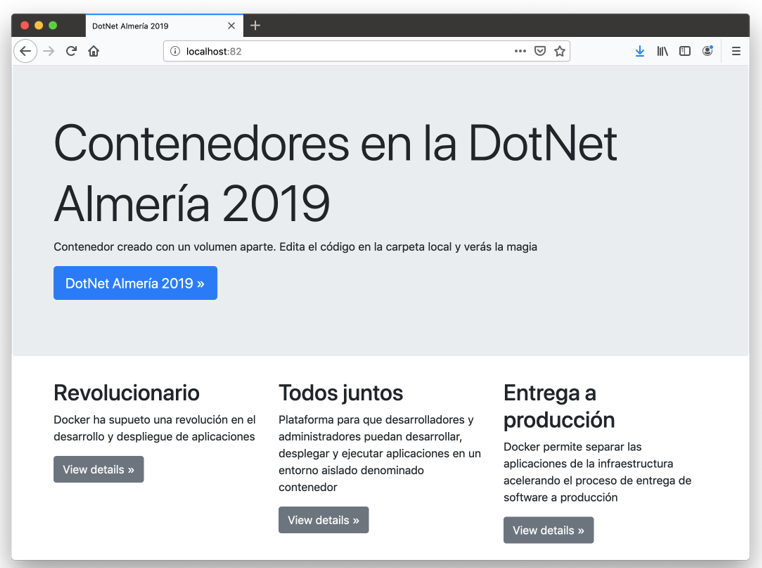 DotNet Almería 2019
localhost:82
Contenedores en la DotNet
Almería 2019
Contenedor creado con un volumen aparte. Edita el código en la carpeta local y verás la magia
DotNet Almería 2019 »
Revolucionario
Docker ha supueto una revolución en el
desarrollo y despliegue de aplicaciones
View details »
Todos juntos
Plataforma para que desarrolladores y
administradores puedan desarrollar,
desplegar y ejecutar aplicaciones en un
entorno aislado denominado
contenedor
View details »
Entrega a
producción
Docker permite separar las
aplicaciones de la infraestructura
acelerando el proceso de entrega de
software a producción
View details »